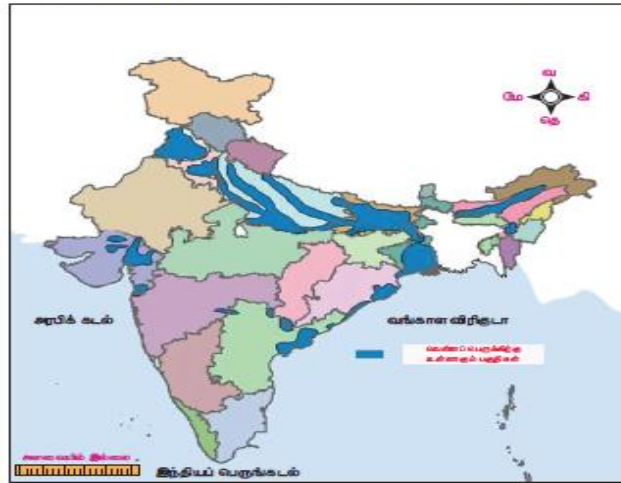 வ
மே
கி
தெ
அரபிக் கடல்
வங்காள விரிகுடா
வெள்ளப் பெருக்கிற்கு
உள்ளாகும் பகுதிகள்
அளவையில் இல்லை
இந்தியப் பெருங்கடல்